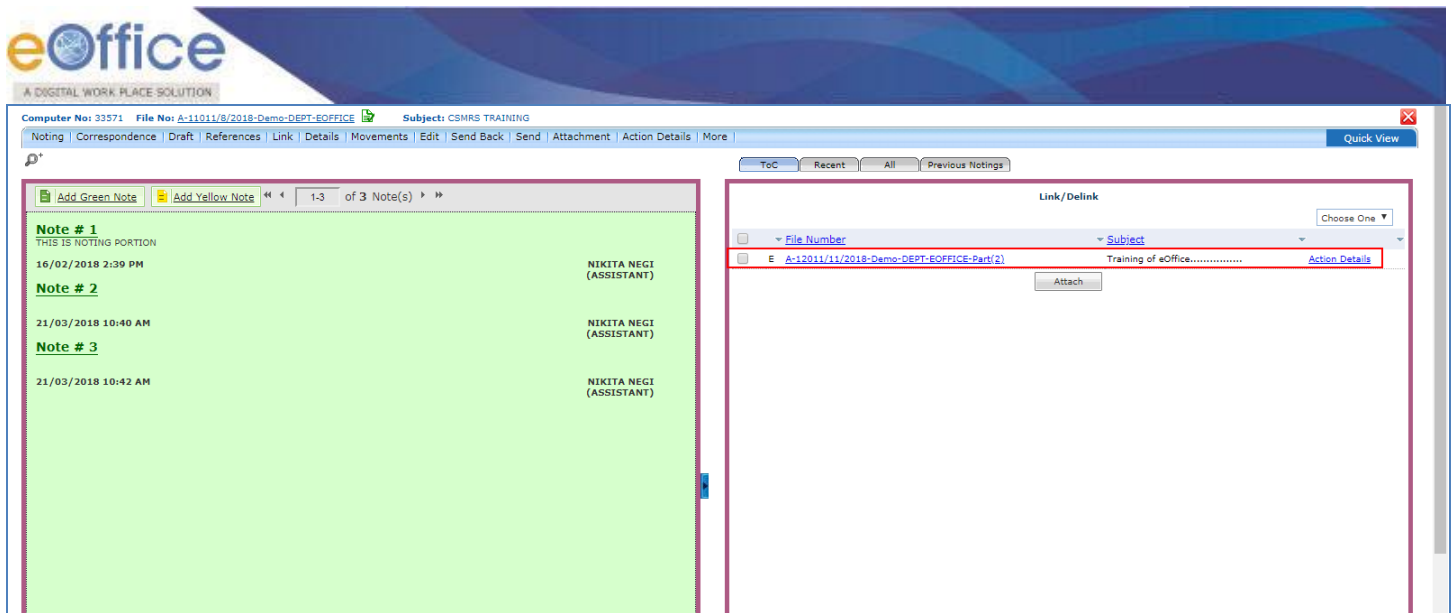 eOffice
A DIGITAL WORK PLACE SOLUTION
Computer No: 33571 File No: A-11011/8/2018-Demo-DEPT-EOFFICE Subject: CSMRS TRAINING
Noting | Correspondence | Draft | References | Link | Details | Movements | Edit | Send Back | Send | Attachment | Action Details | More |
Quick View
ToC Recent All Previous Notings
Add Green Note Add Yellow Note 1-3 of 3 Note(s)
Note # 1
THIS IS NOTING PORTION
16/02/2018 2:39 PM NIKITA NEGI
(ASSISTANT)
Note # 2
21/03/2018 10:40 AM NIKITA NEGI
(ASSISTANT)
Note # 3
21/03/2018 10:42 AM NIKITA NEGI
(ASSISTANT)
Link/Delink
Choose One
File Number Subject
E A-12011/11/2018-Demo-DEPT-EOFFICE-Part(2) Training of eOffice............... Action Details
Attach